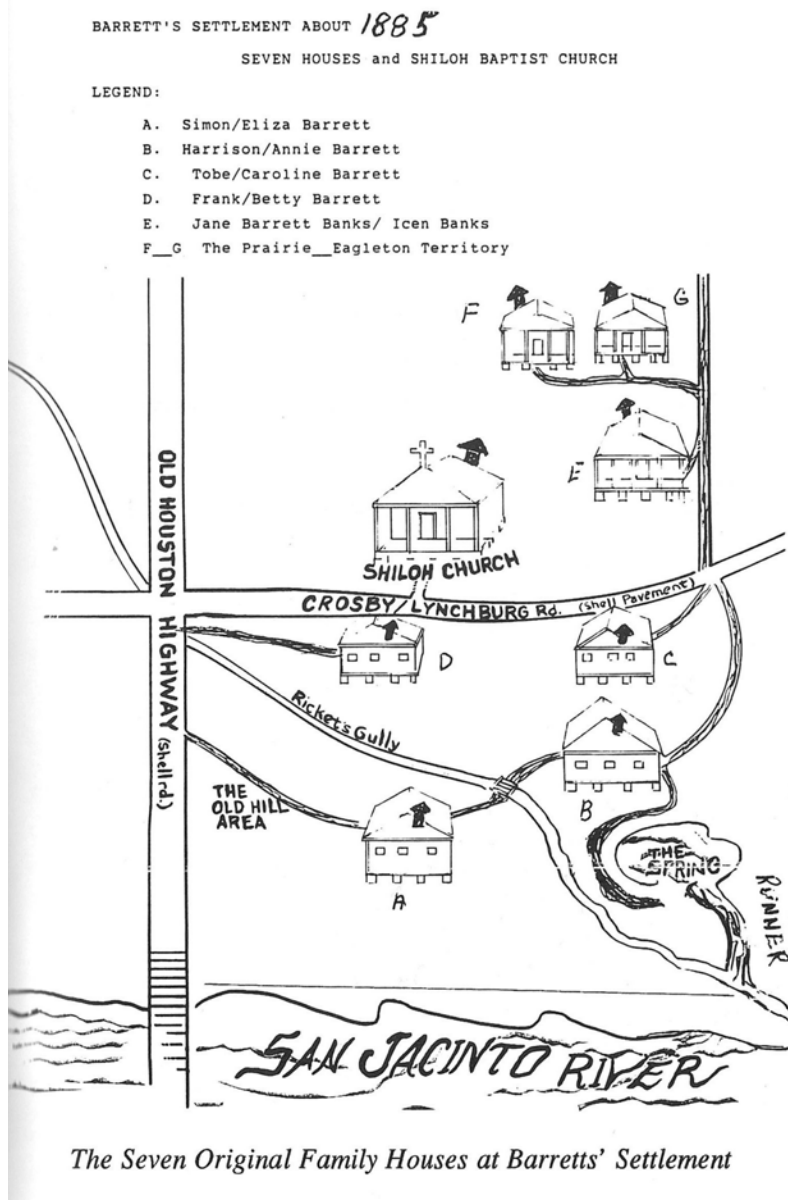 BARRETT'S SETTLEMENT ABOUT 1885
SEVEN HOUSES and SHILOH BAPTIST CHURCH
LEGEND:
A. Simon/Eliza Barrett
B. Harrison/Annie Barrett
C. Tobe/Caroline Barrett
D. Frank/Betty Barrett
E. Jane Barrett Banks/ Icen Banks
F__G The Prairie__Eagleton Territory
F
G
E
OLD HOUSTON HIGHWAY (Shell rd.)
SHILOH CHURCH
CROSBY/LYNCHBURG Rd. (Shell Pavement)
D
C
Ricket's Gully
THE
OLD HILL
AREA
B
A
THE
SPRING
RUNNER
SAN JACINTO RIVER
The Seven Original Family Houses at Barretts' Settlement